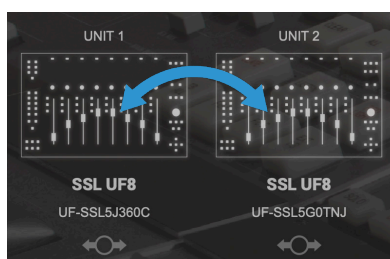 UNIT 1
UNIT 2
SSL UF8
SSL UF8
UF-SSL5J360C
UF-SSL5G0TNJ